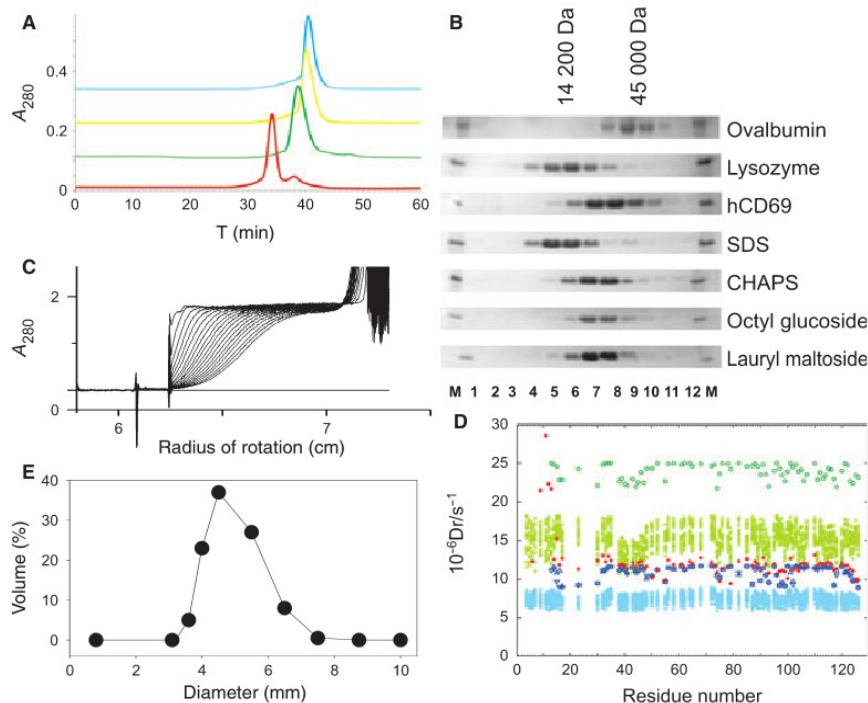 A
A280
0.4
0.2
0
0 10 20 30 40 50 60
T (min)
B
14 200 Da
45 000 Da
Ovalbumin
Lysozyme
hCD69
SDS
CHAPS
Octyl glucoside
Lauryl maltoside
M 1 2 3 4 5 6 7 8 9 10 11 12 M
C
A280
2
0
6 7
Radius of rotation (cm)
D
10⁻⁶Dr/s⁻¹
30
25
20
15
10
5
0
0 20 40 60 80 100 120
Residue number
E
Volume (%)
40
30
20
10
0
0 2 4 6 8 10
Diameter (mm)